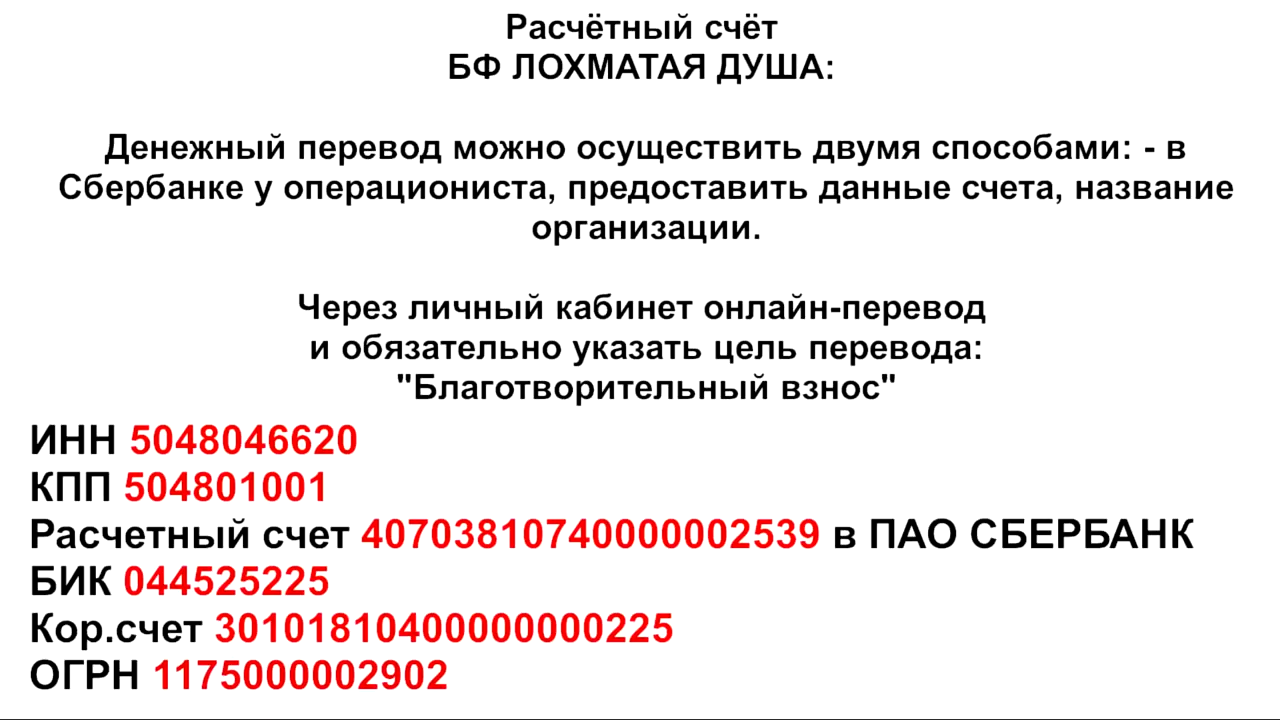 Расчётный счёт
БФ ЛОХМАТАЯ ДУША:
Денежный перевод можно осуществить двумя способами: - в
Сбербанке у операциониста, предоставить данные счета, название
организации.
Через личный кабинет онлайн-перевод
и обязательно указать цель перевода:
"Благотворительный взнос"
ИНН 5048046620
КПП 504801001
Расчетный счет 40703810740000002539 в ПАО СБЕРБАНК
БИК 044525225
Кор.счет 30101810400000000225
ОГРН 1175000002902